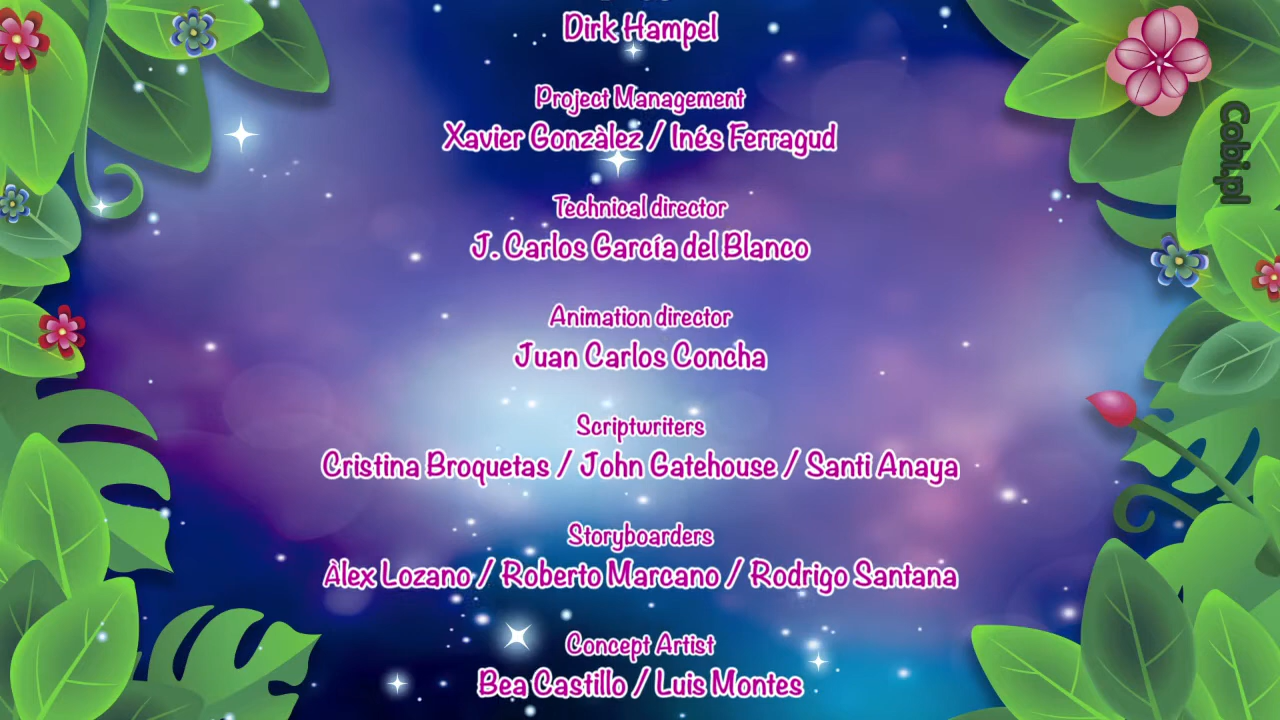 Dirk Hampel
Project Management
Xavier Gonzàlez / Inés Ferragud
Technical director
J. Carlos García del Blanco
Animation director
Juan Carlos Concha
Scriptwriters
Cristina Broquetas / John Gatehouse / Santi Anaya
Storyboarders
Àlex Lozano / Roberto Marcano / Rodrigo Santana
Concept Artist
Bea Castillo / Luis Montes
Cobi.pl